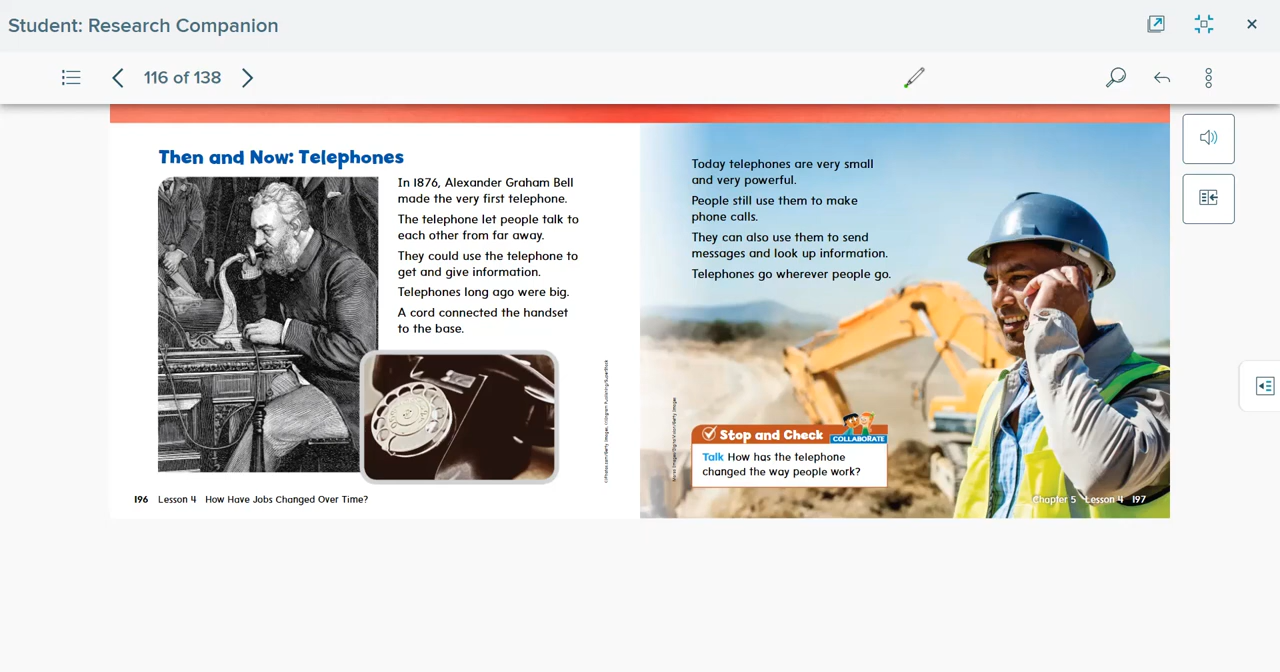 Student: Research Companion
116 of 138
Then and Now: Telephones
In 1876, Alexander Graham Bell
made the very first telephone.
The telephone let people talk to
each other from far away.
They could use the telephone to
get and give information.
Telephones long ago were big.
A cord connected the handset
to the base.
196 Lesson 4 How Have Jobs Changed Over Time?
Today telephones are very small
and very powerful.
People still use them to make
phone calls.
They can also use them to send
messages and look up information.
Telephones go wherever people go.
Stop and Check
COLLABORATE
Talk How has the telephone
changed the way people work?
Chapter 5 Lesson 4 197